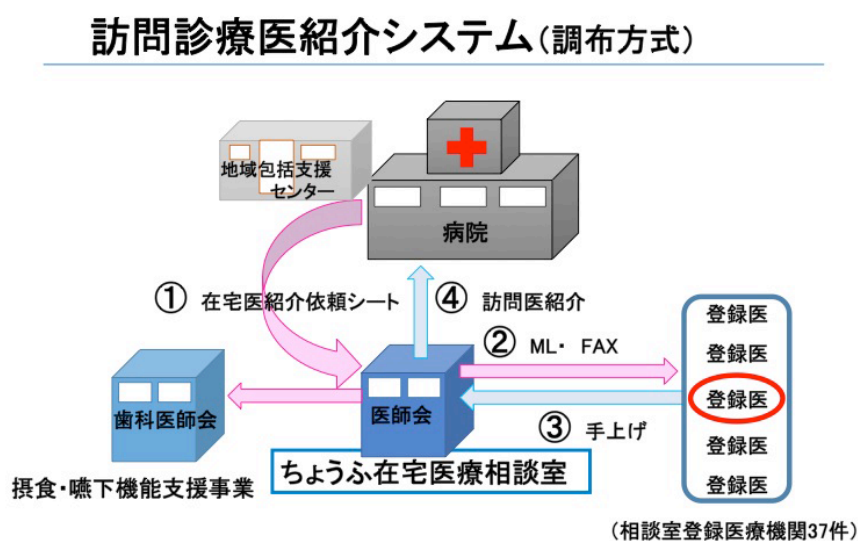 訪問診療医紹介システム(調布方式)
地域包括支援
センター
病院
① 在宅医紹介依頼シート
④ 訪問医紹介
② ML・ FAX
③ 手上げ
登録医
登録医
登録医
登録医
登録医
歯科医師会
医師会
摂食・嚥下機能支援事業
ちょうふ在宅医療相談室
(相談室登録医療機関37件)